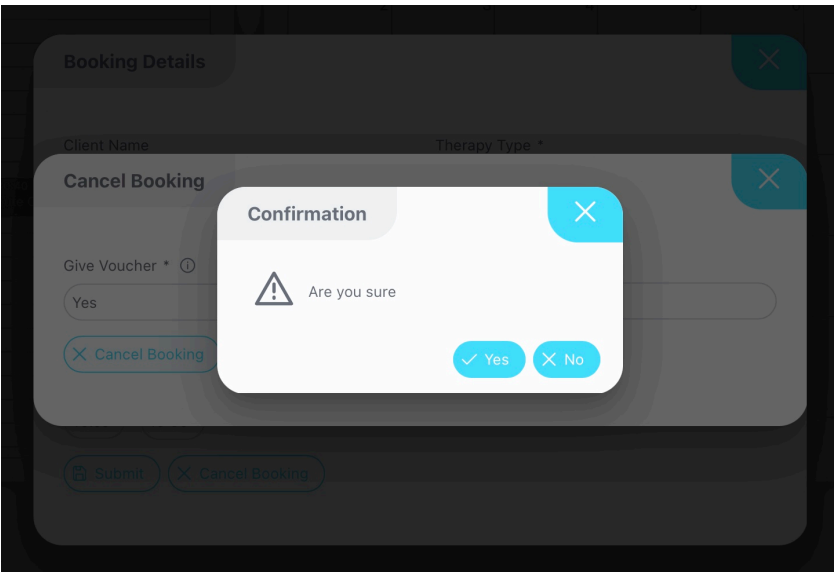 Booking Details
Client Name Therapy Type *
Cancel Booking
Confirmation
Give Voucher *
Are you sure
Yes
Cancel Booking
Yes No
Submit Cancel Booking